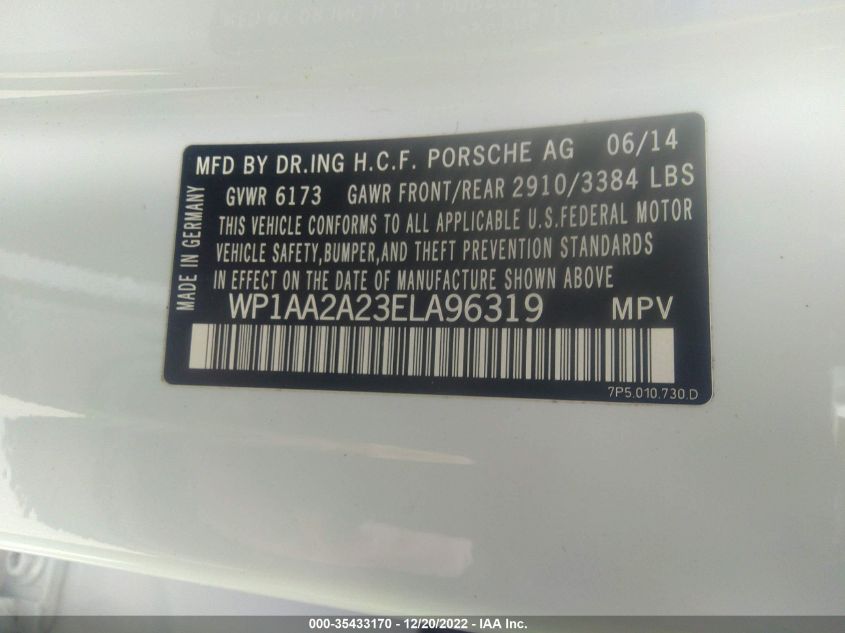 MFD BY DR.ING H.C.F. PORSCHE AG 06/14
GVWR 6173 GAWR FRONT/REAR 2910/3384 LBS
THIS VEHICLE CONFORMS TO ALL APPLICABLE U.S.FEDERAL MOTOR
VEHICLE SAFETY,BUMPER,AND THEFT PREVENTION STANDARDS
IN EFFECT ON THE DATE OF MANUFACTURE SHOWN ABOVE
MADE IN GERMANY
WP1AA2A23ELA96319 MPV
7P5.010.730.D
000-35433170 - 12/20/2022 - IAA Inc.